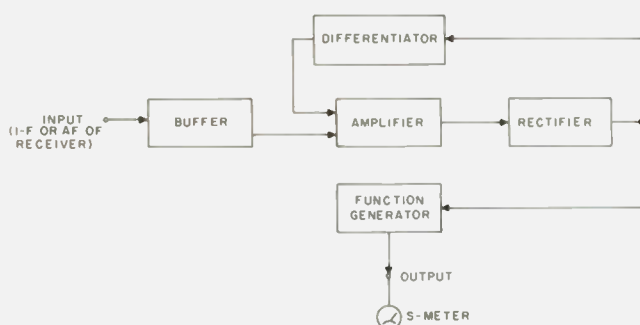 DIFFERENTIATOR
INPUT
(I-F OR AF OF
RECEIVER)
BUFFER
AMPLIFIER
RECTIFIER
FUNCTION
GENERATOR
OUTPUT
S-METER